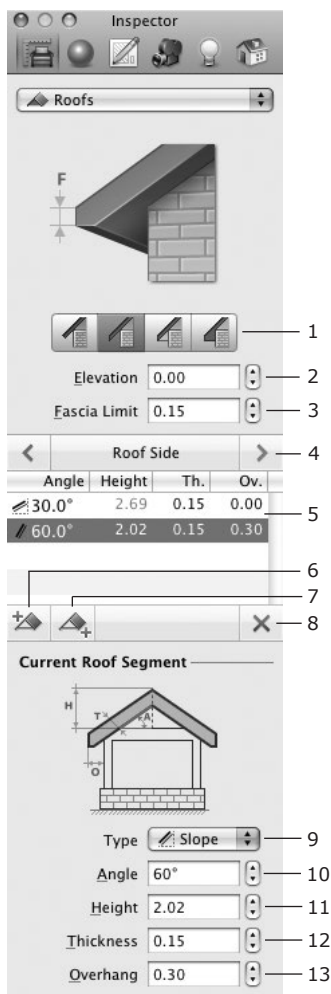 Inspector
Roofs
F
1
Elevation 0.00 2
Fascia Limit 0.15 3
Roof Side 4
Angle Height Th. Ov.
30.0° 2.69 0.15 0.00
5
60.0° 2.02 0.15 0.30
6
7
8
Current Roof Segment
H
T
A
O
Type Slope 9
Angle 60° 10
Height 2.02 11
Thickness 0.15 12
Overhang 0.30 13